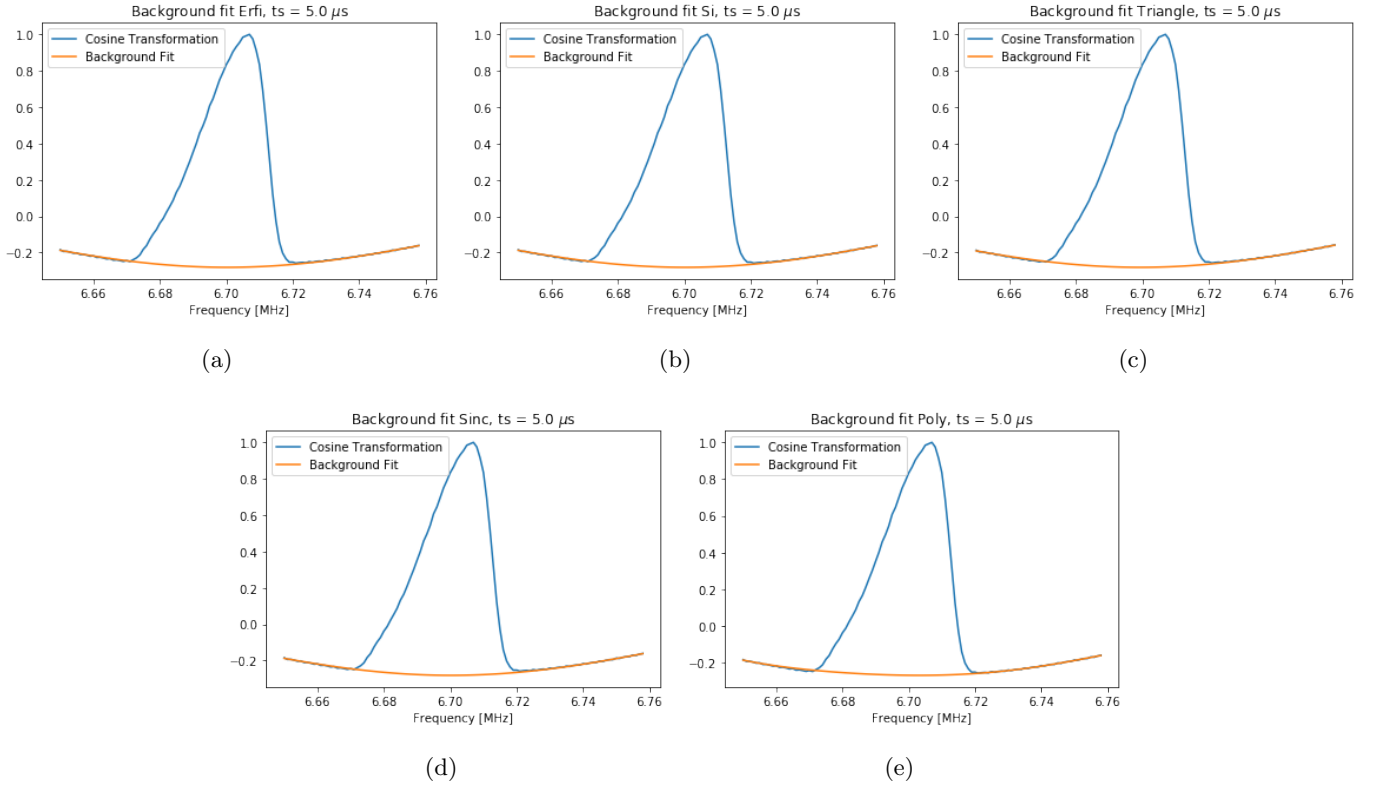 Background fit Erfi, ts = 5.0 μs
Cosine Transformation
Background Fit
1.0
0.8
0.6
0.4
0.2
0.0
−0.2
6.66 6.68 6.70 6.72 6.74 6.76
Frequency [MHz]
(a)
Background fit Si, ts = 5.0 μs
Cosine Transformation
Background Fit
1.0
0.8
0.6
0.4
0.2
0.0
−0.2
6.66 6.68 6.70 6.72 6.74 6.76
Frequency [MHz]
(b)
Background fit Triangle, ts = 5.0 μs
Cosine Transformation
Background Fit
1.0
0.8
0.6
0.4
0.2
0.0
−0.2
6.66 6.68 6.70 6.72 6.74 6.76
Frequency [MHz]
(c)
Background fit Sinc, ts = 5.0 μs
Cosine Transformation
Background Fit
1.0
0.8
0.6
0.4
0.2
0.0
−0.2
6.66 6.68 6.70 6.72 6.74 6.76
Frequency [MHz]
(d)
Background fit Poly, ts = 5.0 μs
Cosine Transformation
Background Fit
1.0
0.8
0.6
0.4
0.2
0.0
−0.2
6.66 6.68 6.70 6.72 6.74 6.76
Frequency [MHz]
(e)